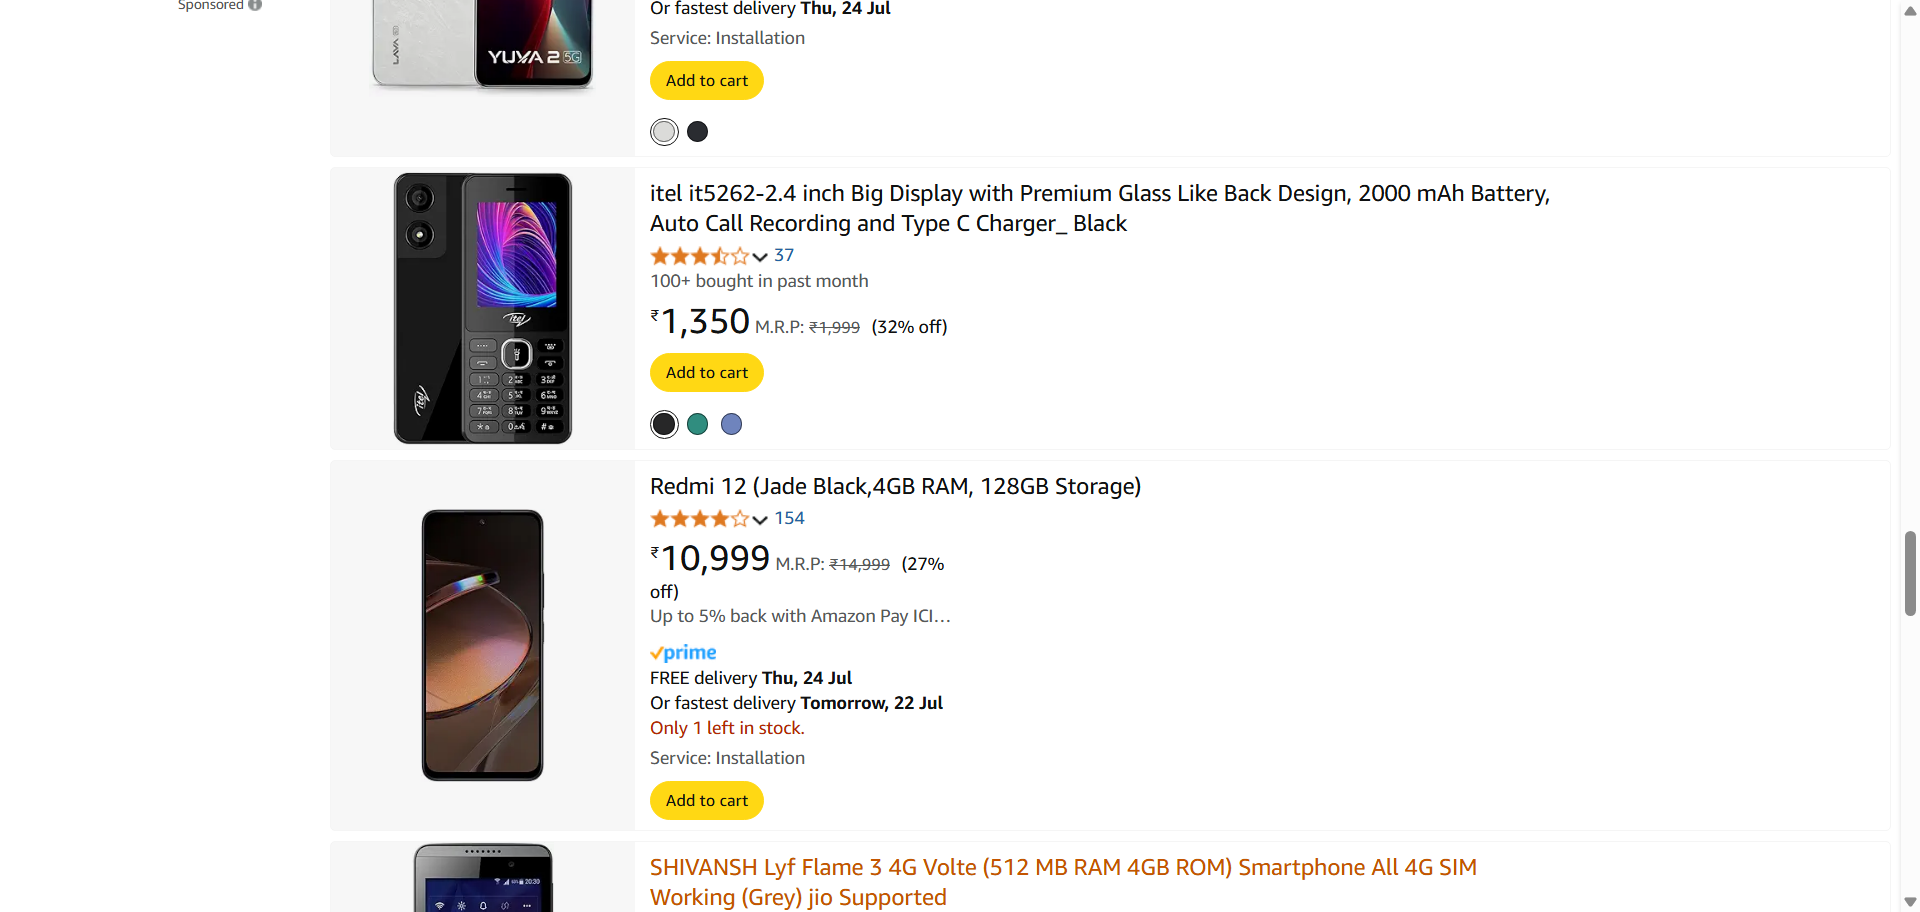 Sponsored
Or fastest delivery Thu, 24 Jul
Service: Installation
LAVA
YUVA 2 5G
Add to cart
itel it5262-2.4 inch Big Display with Premium Glass Like Back Design, 2000 mAh Battery,
Auto Call Recording and Type C Charger_ Black
37
100+ bought in past month
₹1,350 M.R.P: ₹1,999 (32% off)
Add to cart
itel
itel
Redmi 12 (Jade Black,4GB RAM, 128GB Storage)
154
₹10,999 M.R.P: ₹14,999 (27%
off)
Up to 5% back with Amazon Pay ICI…
prime
FREE delivery Thu, 24 Jul
Or fastest delivery Tomorrow, 22 Jul
Only 1 left in stock.
Service: Installation
Add to cart
20:30
SHIVANSH Lyf Flame 3 4G Volte (512 MB RAM 4GB ROM) Smartphone All 4G SIM
Working (Grey) jio Supported